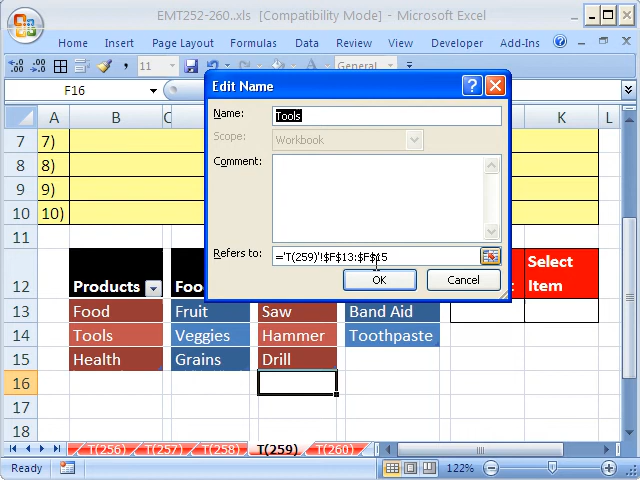 EMT252-260..xls [Compatibility Mode] - Microsoft Excel
Home Insert Page Layout Formulas Data Review View Developer Add-Ins
11 General
F16
Edit Name
Name: Tools
Scope: Workbook
Comment:
Refers to: ='T(259)'!$F$13:$F$15
OK Cancel
A B K L
7 7)
8 8)
9 9)
10 10)
11
12 Products Foo Select Item
13 Food Fruit Saw Band Aid
14 Tools Veggies Hammer Toothpaste
15 Health Grains Drill
16
17
18
T(256) T(257) T(258) T(259) T(260)
Ready 122%